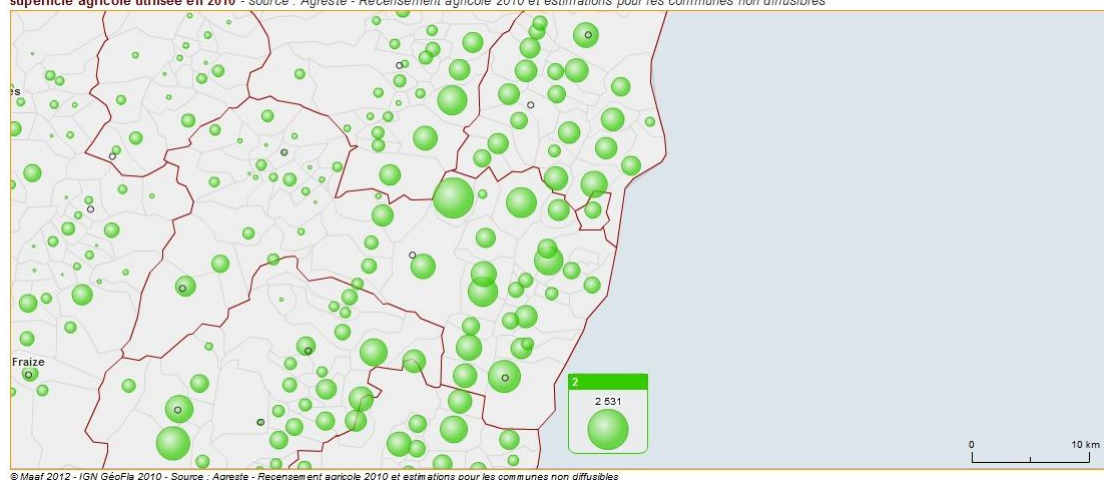 superficie agricole utilisée en 2010 - source : Agreste - Recensement agricole 2010 et estimations pour les communes non diffusibles
es
Fraize
2
2 531
0 10 km
© Maaf 2012 - IGN GéoFla 2010 - Source : Agreste - Recensement agricole 2010 et estimations pour les communes non diffusibles